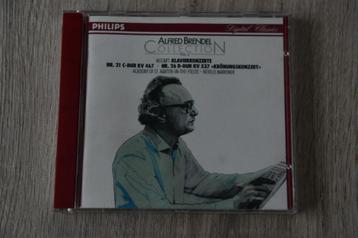 PHILIPS
Digital Classics
ALFRED BRENDEL
COLLECTION
MOZART: KLAVIERKONZERTE
NR. 21 C-DUR KV 467 · NR. 26 D-DUR KV 537 «KRÖNUNGSKONZERT»
ACADEMY OF ST. MARTIN-IN-THE-FIELDS · NEVILLE MARRINER